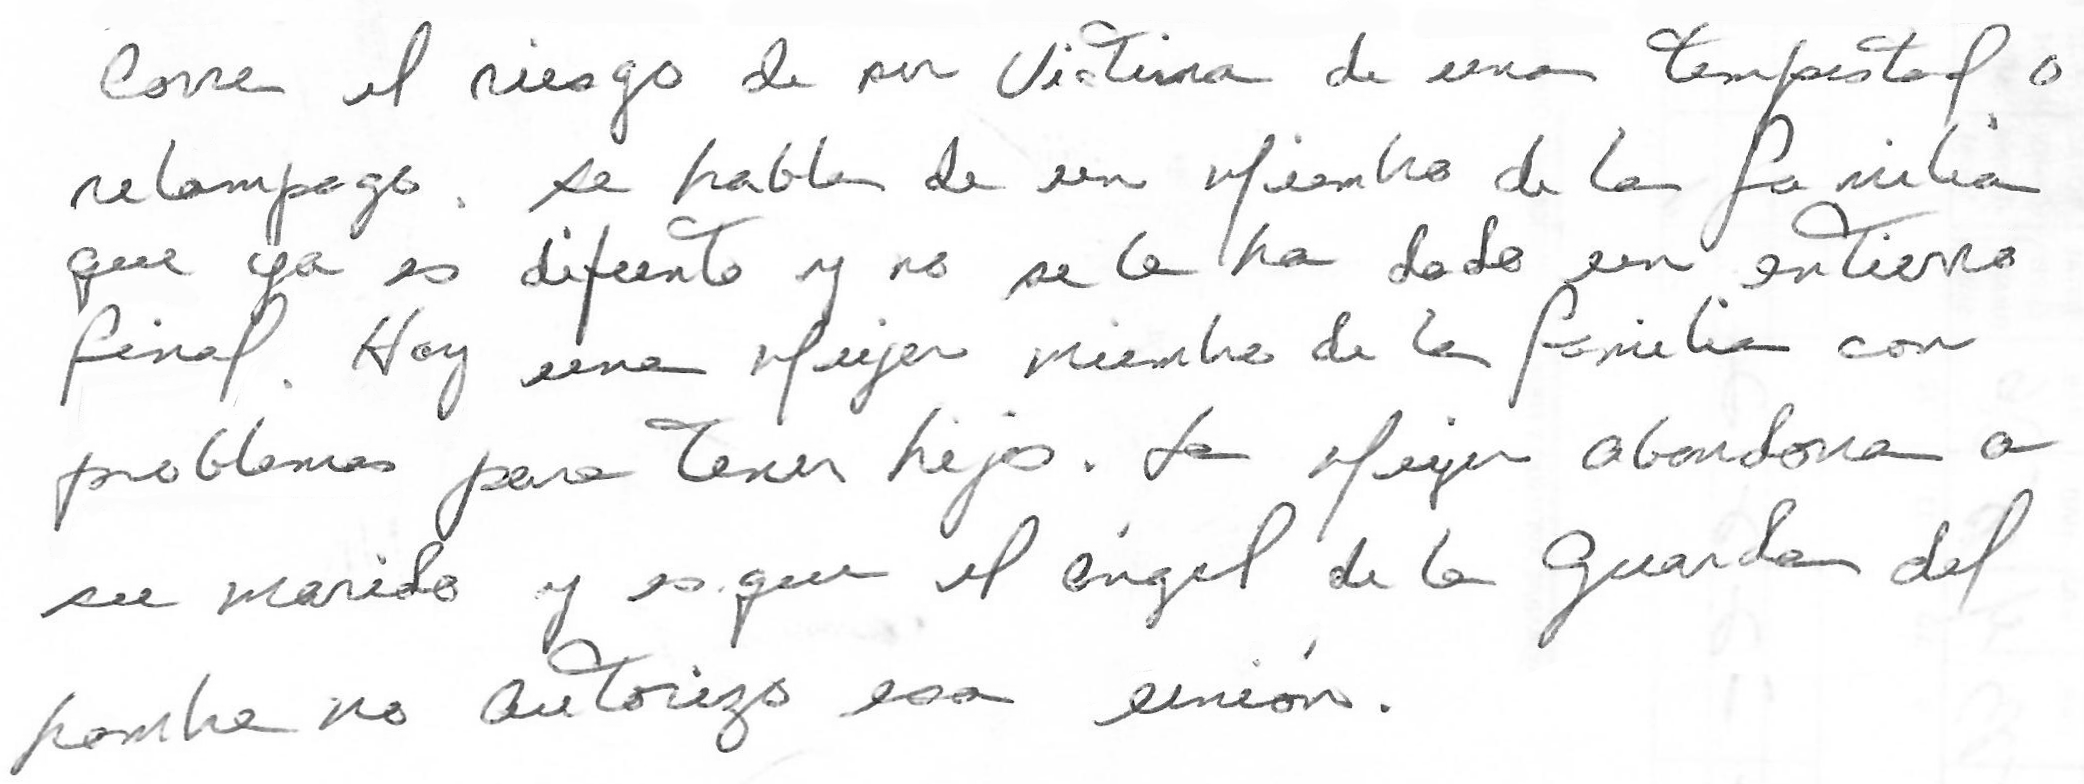 Corre el riesgo de ser victima de una tempestad o
relampago. se habla de un Miembro de la familia
que ya es difunto y no se le ha dado un entierro
final. Hay una Mujer miembro de la familia con
problemas para tener hijos. La Mujer abandona a
su marido y es que el ángel de la Guarda del
hombre no autorizo esa unión.